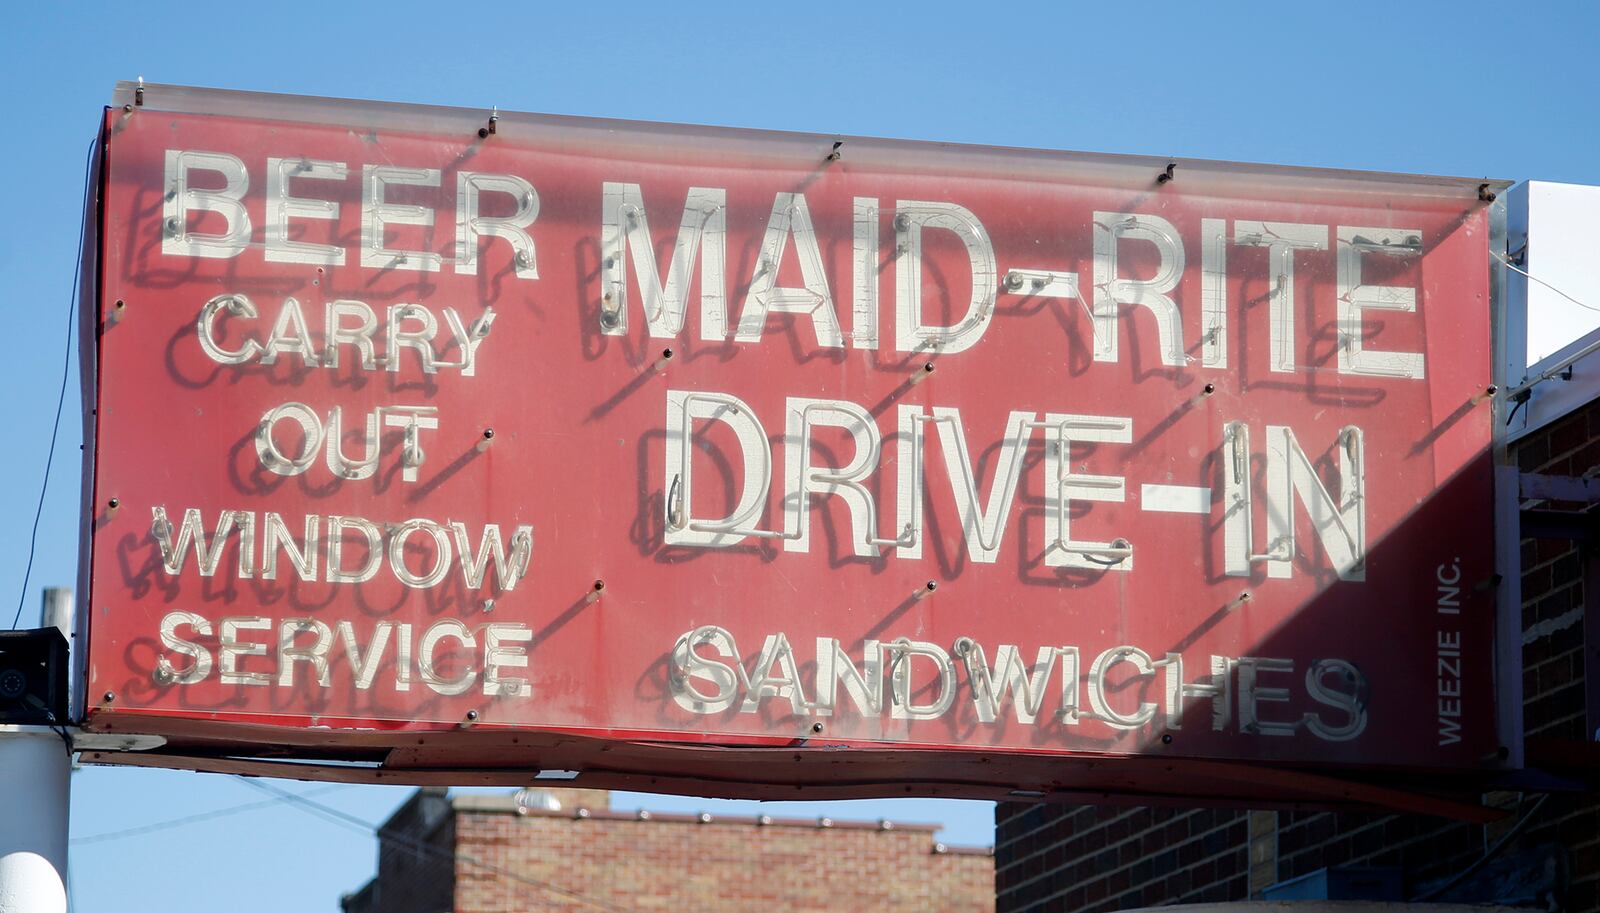 BEER
CARRY
OUT
WINDOW
SERVICE
MAID-RITE
DRIVE-IN
SANDWICHES
WEEZIE INC.